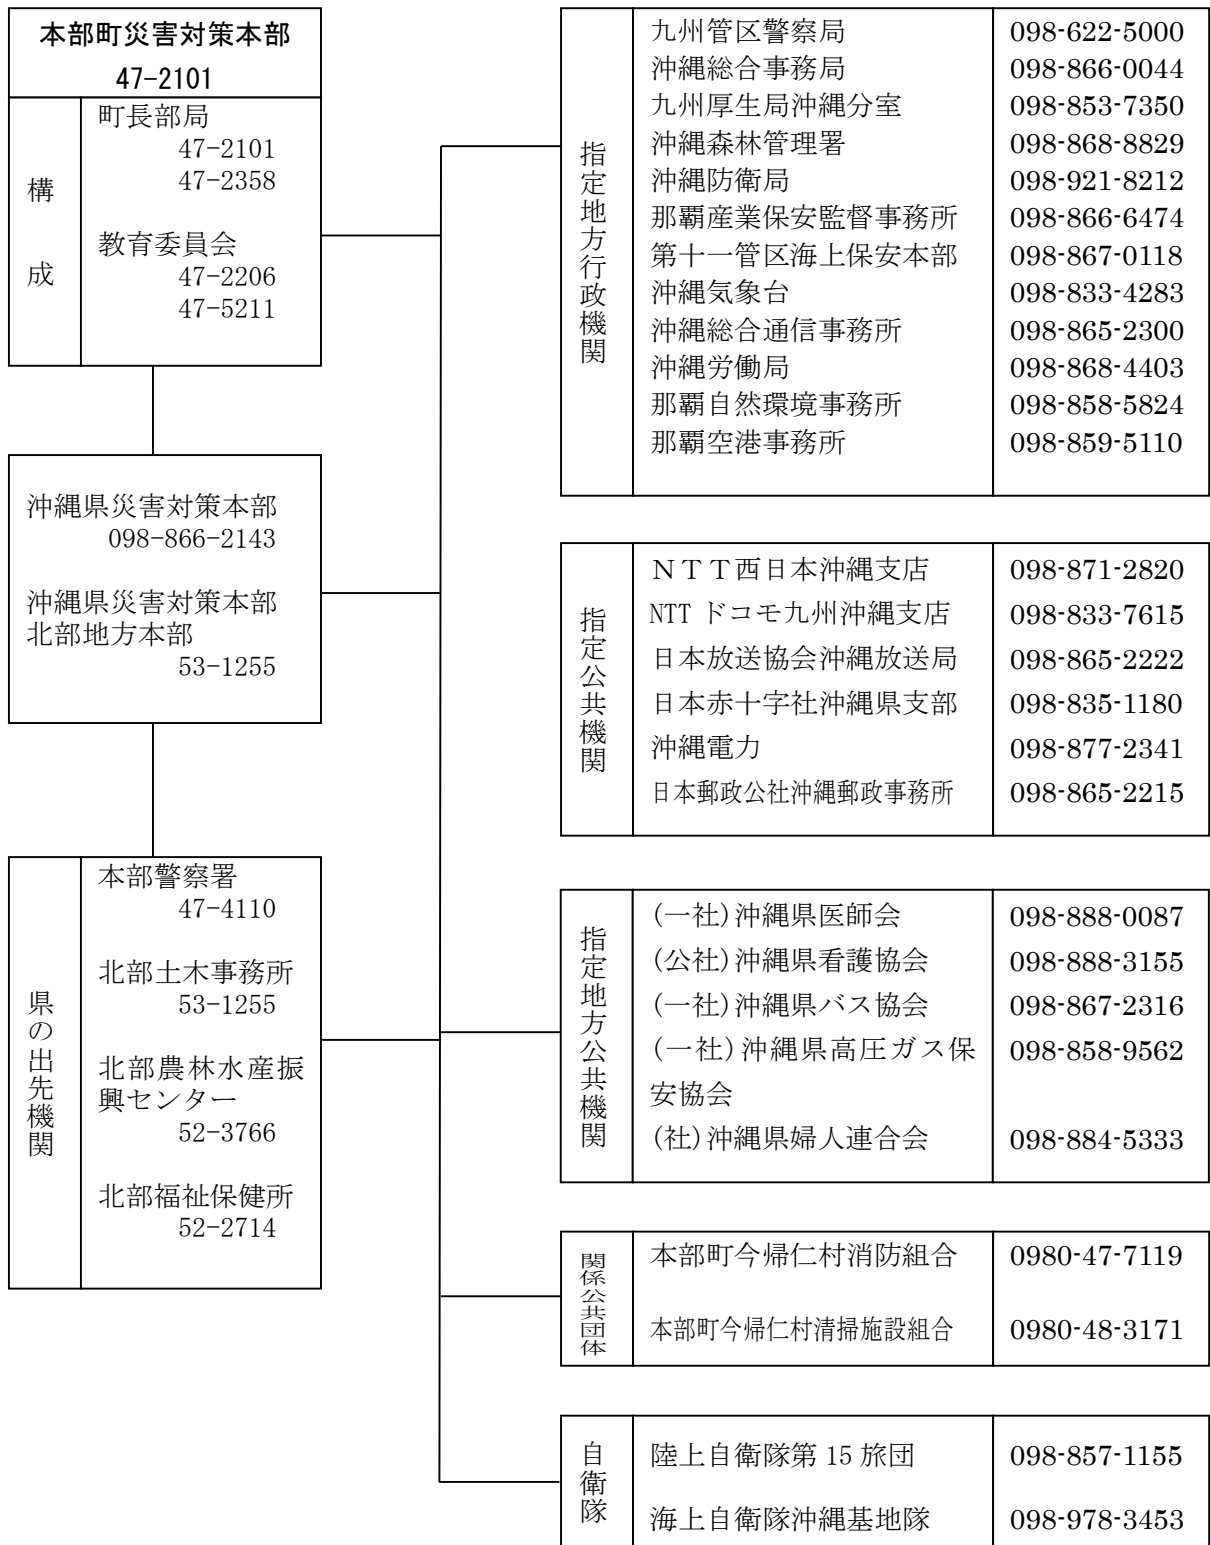 本部町災害対策本部
47-2101
構成
町長部局
47-2101
47-2358
教育委員会
47-2206
47-5211
沖縄県災害対策本部
098-866-2143
沖縄県災害対策本部
北部地方本部
53-1255
県の出先機関
本部警察署
47-4110
北部土木事務所
53-1255
北部農林水産振
興センター
52-3766
北部福祉保健所
52-2714
指定地方行政機関
九州管区警察局 098-622-5000
沖縄総合事務局 098-866-0044
九州厚生局沖縄分室 098-853-7350
沖縄森林管理署 098-868-8829
沖縄防衛局 098-921-8212
那覇産業保安監督事務所 098-866-6474
第十一管区海上保安本部 098-867-0118
沖縄気象台 098-833-4283
沖縄総合通信事務所 098-865-2300
沖縄労働局 098-868-4403
那覇自然環境事務所 098-858-5824
那覇空港事務所 098-859-5110
指定公共機関
ＮＴＴ西日本沖縄支店 098-871-2820
NTT ドコモ九州沖縄支店 098-833-7615
日本放送協会沖縄放送局 098-865-2222
日本赤十字社沖縄県支部 098-835-1180
沖縄電力 098-877-2341
日本郵政公社沖縄郵政事務所 098-865-2215
指定地方公共機関
(一社)沖縄県医師会 098-888-0087
(公社)沖縄県看護協会 098-888-3155
(一社)沖縄県バス協会 098-867-2316
(一社)沖縄県高圧ガス保 098-858-9562
安協会
(社)沖縄県婦人連合会 098-884-5333
関係公共団体
本部町今帰仁村消防組合 0980-47-7119
本部町今帰仁村清掃施設組合 0980-48-3171
自衛隊
陸上自衛隊第 15 旅団 098-857-1155
海上自衛隊沖縄基地隊 098-978-3453